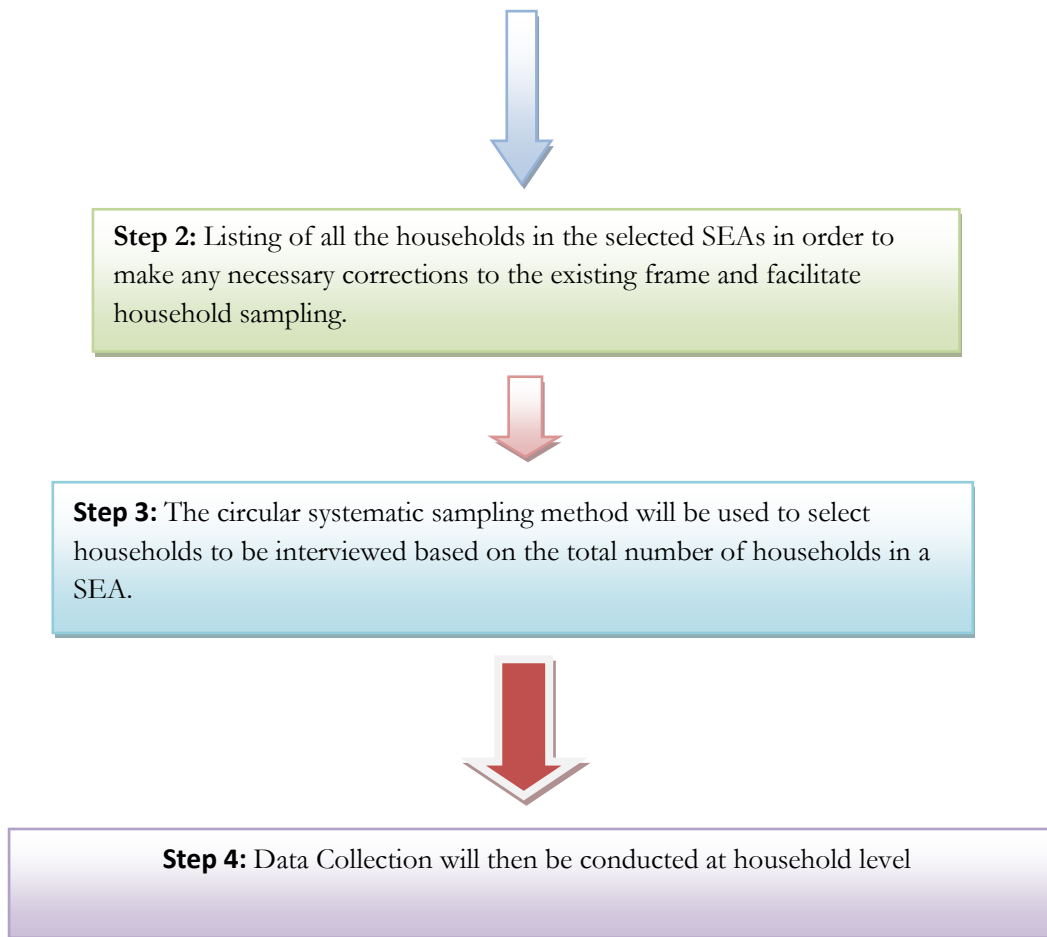 Step 2: Listing of all the households in the selected SEAs in order to
make any necessary corrections to the existing frame and facilitate
household sampling.
Step 3: The circular systematic sampling method will be used to select
households to be interviewed based on the total number of households in a
SEA.
Step 4: Data Collection will then be conducted at household level